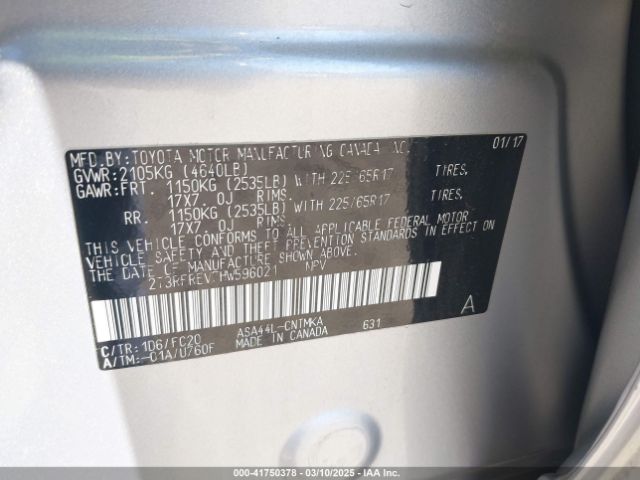 MFD.BY:TOYOTA MOTOR MANUFACTURING CANADA INC. 01/17
GVWR:2105KG (4640LB)
GAWR:FRT. 1150KG (2535LB) WITH 225/65R17 TIRES.
17X7.0J RIMS.
RR. 1150KG (2535LB) WITH 225/65R17 TIRES.
17X7.0J RIMS
THIS VEHICLE CONFORMS TO ALL APPLICABLE FEDERAL MOTOR
VEHICLE SAFETY AND THEFT PREVENTION STANDARDS IN EFFECT ON
THE DATE OF MANUFACTURE SHOWN ABOVE.
MPV
A
C/TR:1D6/FC20 ASA44L-CNTMKA 631
A/TM:-01A/U760F MADE IN CANADA
000-41750378 — 03/10/2025 — IAA Inc.